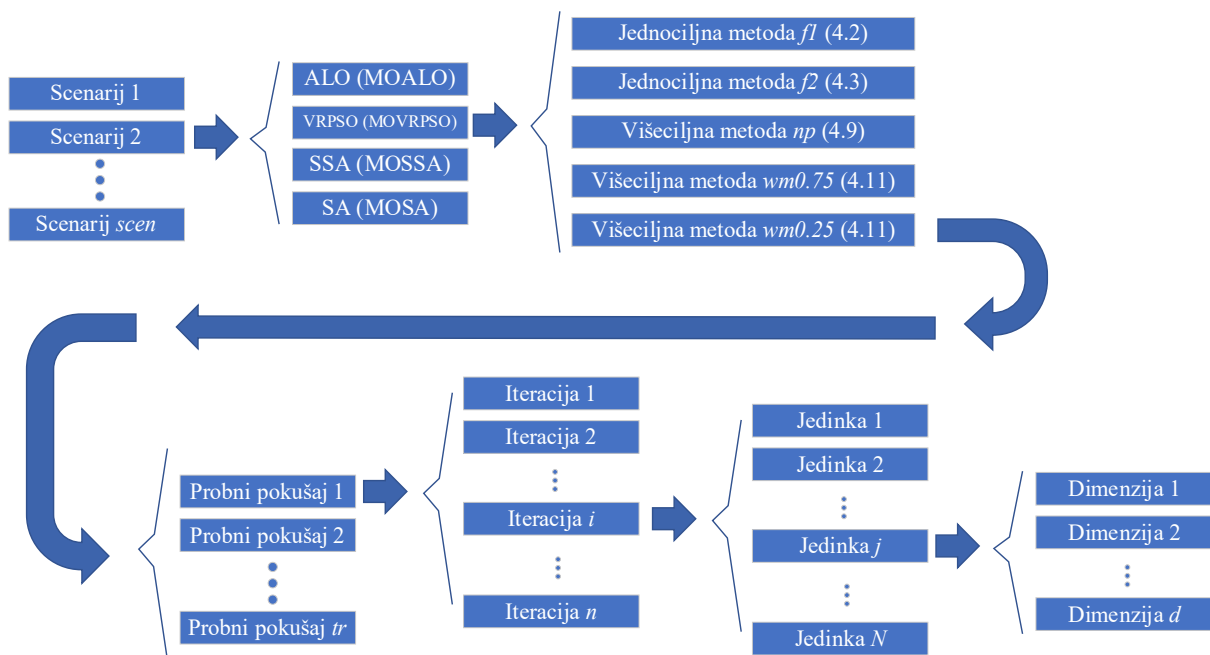 Scenarij 1
Scenarij 2
Scenarij scen
ALO (MOALO)
VRPSO (MOVRPSO)
SSA (MOSSA)
SA (MOSA)
Jednociljna metoda f1 (4.2)
Jednociljna metoda f2 (4.3)
Višeciljna metoda np (4.9)
Višeciljna metoda wm0.75 (4.11)
Višeciljna metoda wm0.25 (4.11)
Probni pokušaj 1
Probni pokušaj 2
Probni pokušaj tr
Iteracija 1
Iteracija 2
Iteracija i
Iteracija n
Jedinka 1
Jedinka 2
Jedinka j
Jedinka N
Dimenzija 1
Dimenzija 2
Dimenzija d